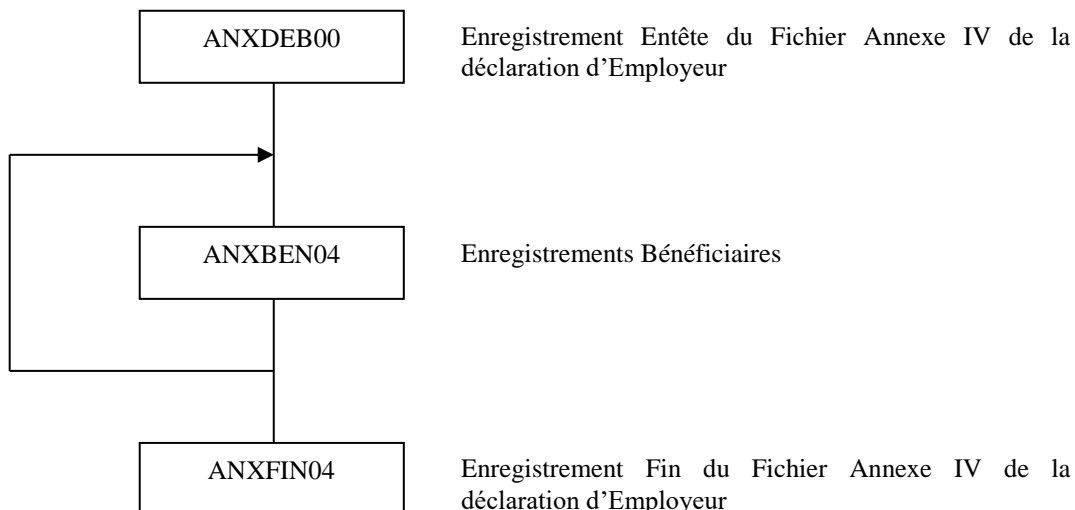 ANXDEB00
Enregistrement Entête du Fichier Annexe IV de la
déclaration d’Employeur
ANXBEN04
Enregistrements Bénéficiaires
ANXFIN04
Enregistrement Fin du Fichier Annexe IV de la
déclaration d’Employeur